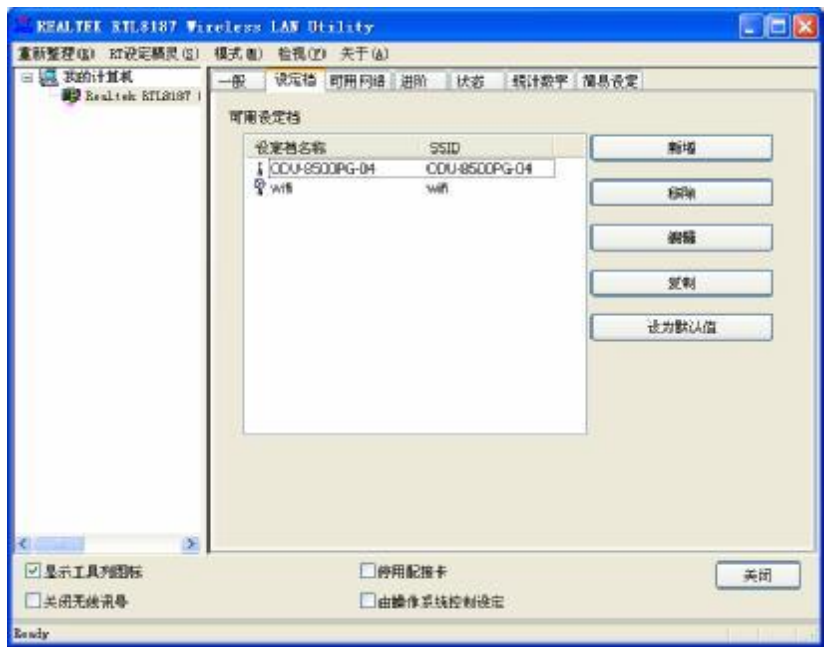 REALTEK RTL8187 Wireless LAN Utility
重新整理(R) RT设定精灵(S) 模式(M) 检视(V) 关于(A)
我的计算机
Realtek RTL8187
一般 设定档 可用网络 进阶 状态 统计数字 简易设定
可用设定档
设定档名称 SSID
ODU-8500PG-04 ODU-8500PG-04
wifi wifi
新增
移除
编辑
复制
设为默认值
显示工具列图标 停用配接卡
关闭
关闭无线讯号 由操作系统控制设定
Ready